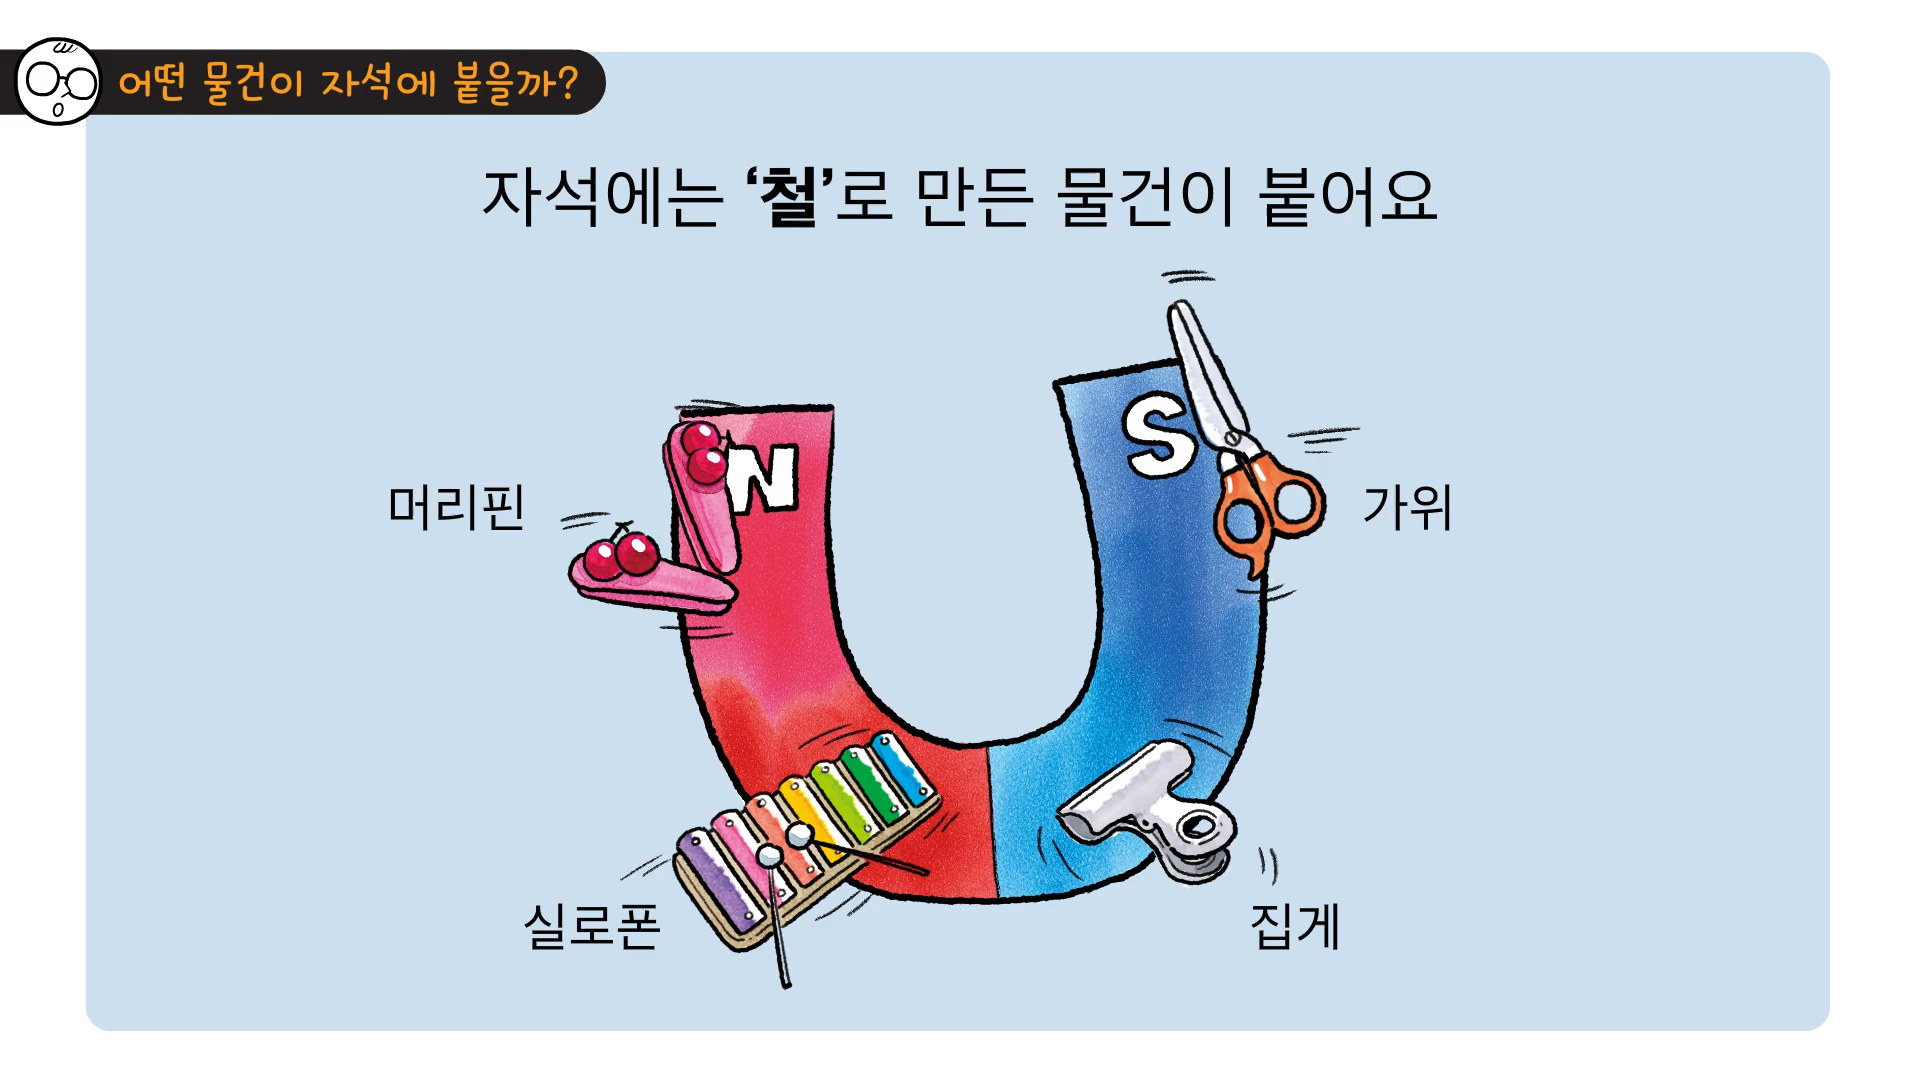 어떤 물건이 자석에 붙을까?
자석에는 ‘철’로 만든 물건이 붙어요
N
S
머리핀
가위
실로폰
집게